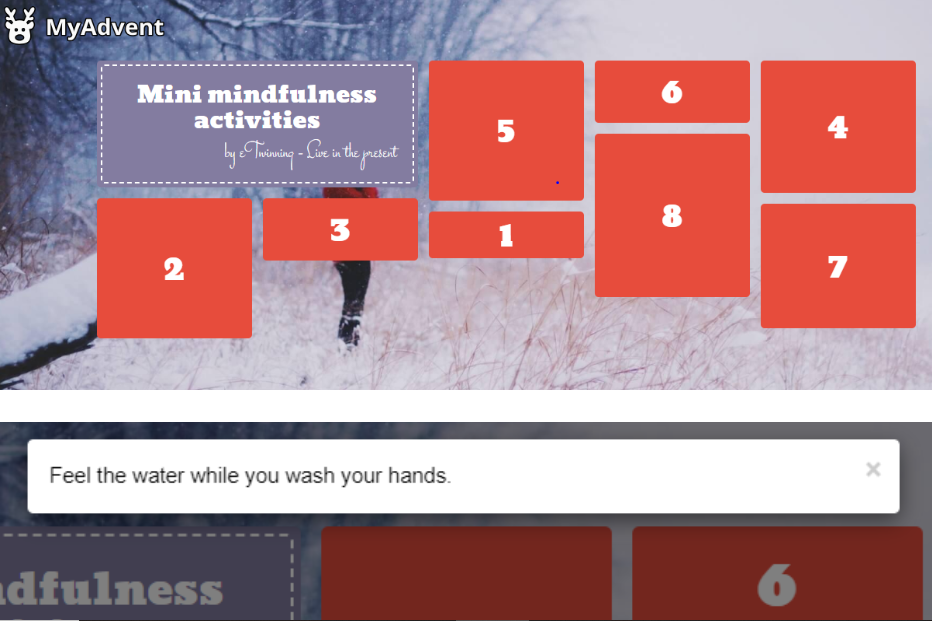 MyAdvent
Mini mindfulness
activities
by eTwinning - Live in the present
5
6
4
3
1
8
2
7
Feel the water while you wash your hands.
×
dfulness
6